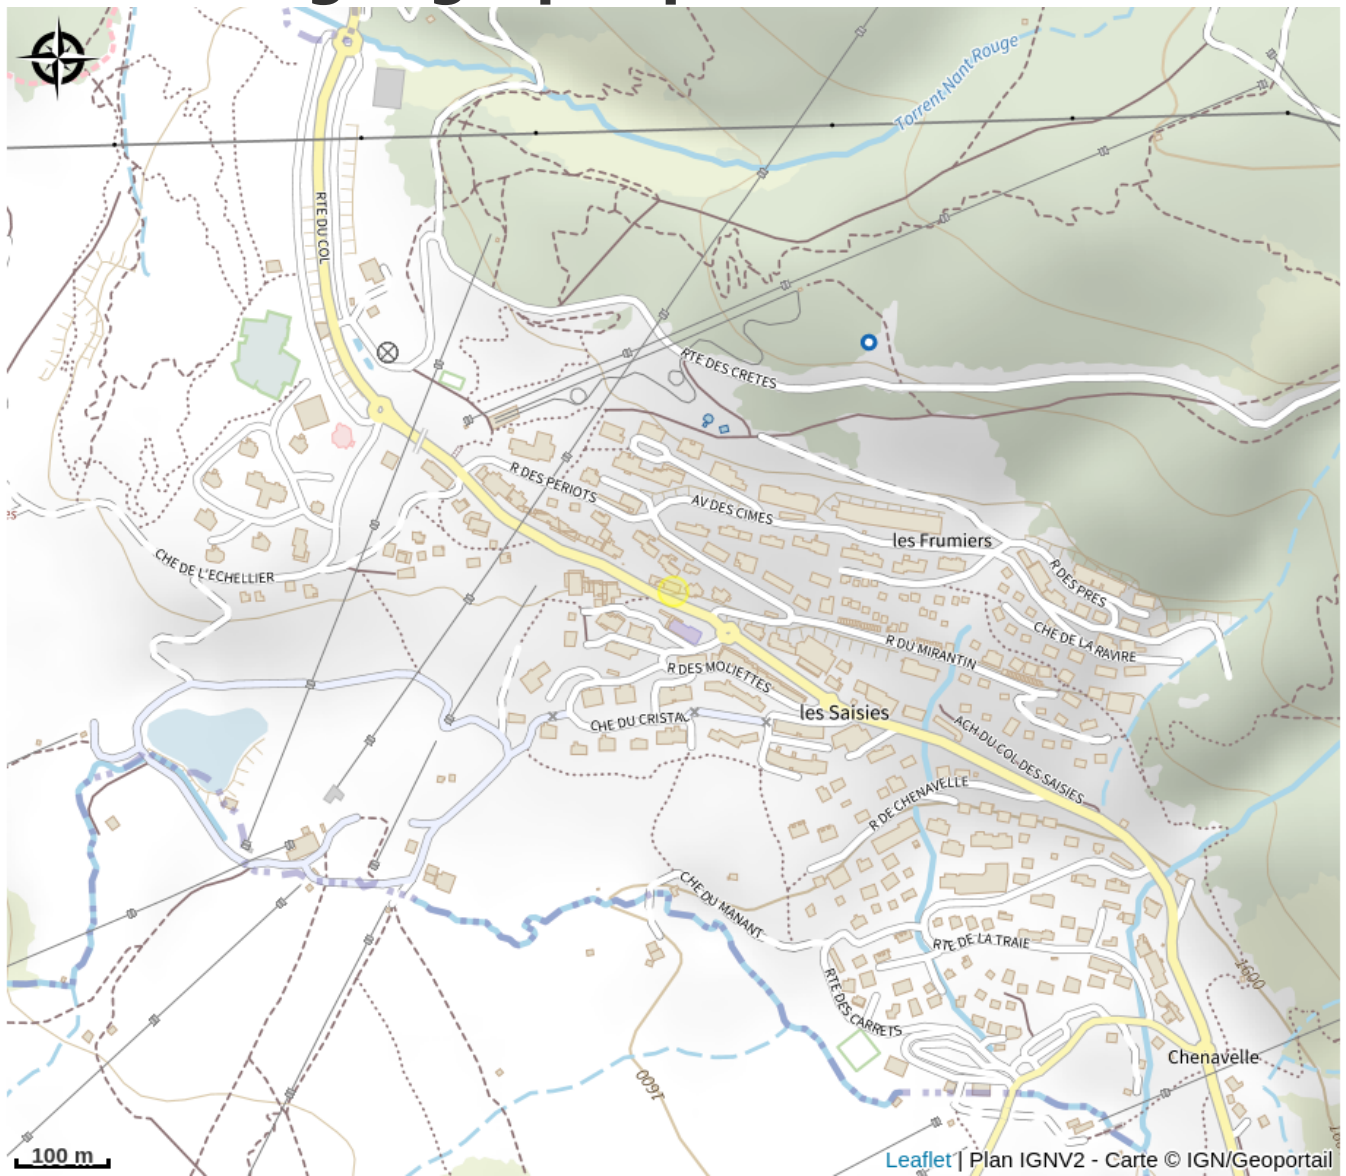 Torrent Nant Rouge
RTE DU COL
RTE DES CRETES
R DES PERIOTS
AV DES CIMES
les Frumiers
R DES PRES
CHE DE L'ECHELLIER
CHE DE LA RAVIRE
R DU MIRANTIN
R DES MOLIETTES
CHE DU CRISTAL
les Saisies
ACH DU COL DES SAISIES
R DE CHENAVELLE
CHE DU MANANT
RTE DE LA TRAIE
1600
RTE DES CARRETS
Chenavelle
1600
100 m
Leaflet | Plan IGNV2 - Carte © IGN/Geoportail